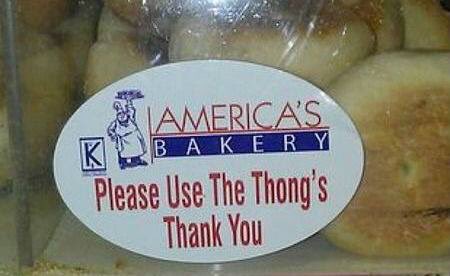 AMERICA'S
K BAKERY
Please Use The Thong's
Thank You